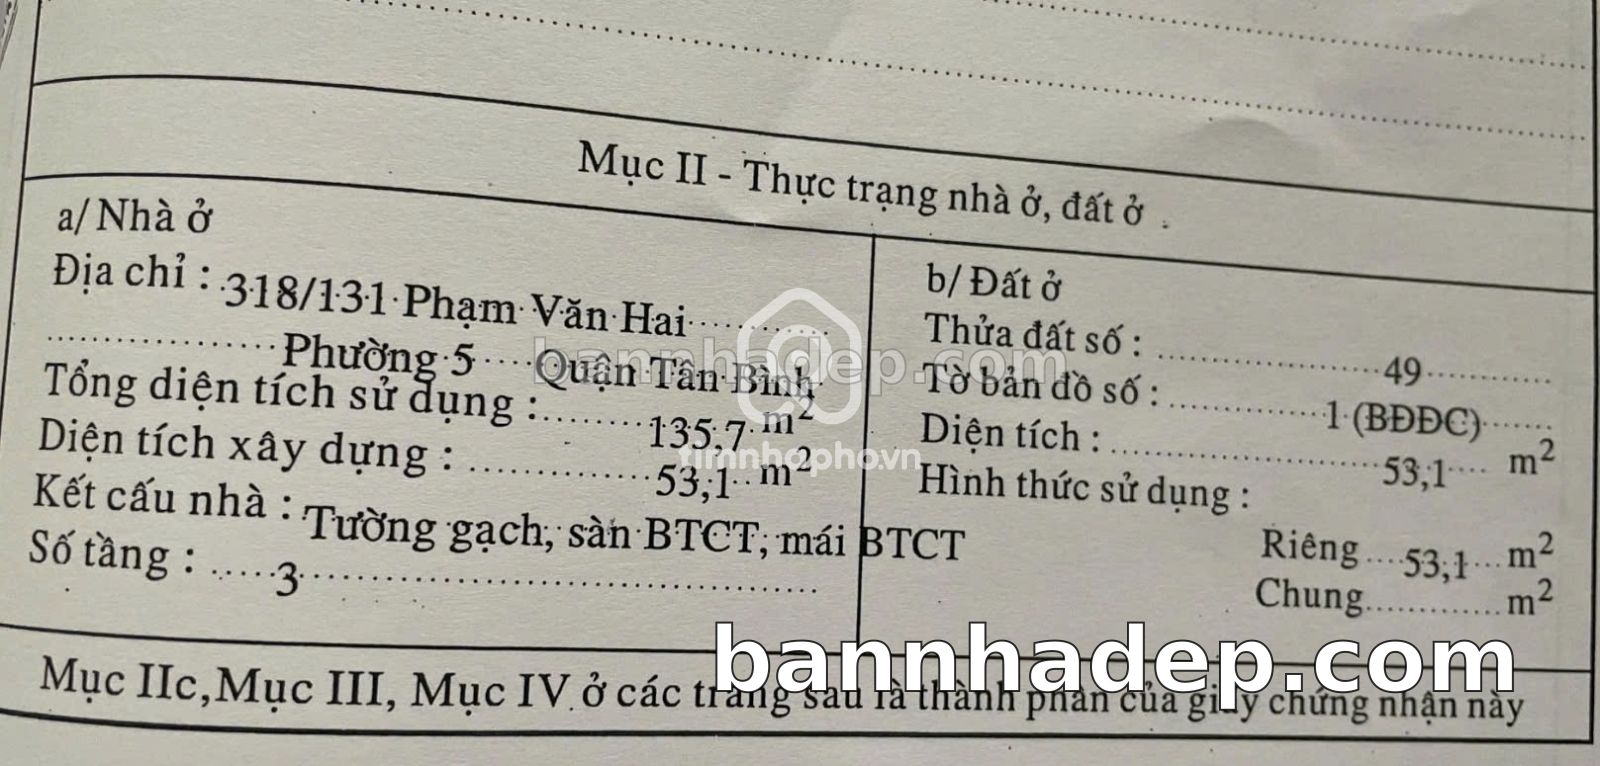 Mục II - Thực trạng nhà ở, đất ở
a/ Nhà ở
Địa chỉ : 318/131 Phạm Văn Hai
Phường 5 Quận Tân Bình
Tổng diện tích sử dụng : 135,7 m²
Diện tích xây dựng : 53,1 m²
Kết cấu nhà : Tường gạch, sàn BTCT, mái BTCT
Số tầng : 3
b/ Đất ở
Thửa đất số : 49
Tờ bản đồ số : 1 (BĐĐC)
Diện tích : 53,1 m²
Hình thức sử dụng :
Riêng 53,1 m²
Chung m²
Mục IIc, Mục III, Mục IV ở các trang sau là thành phần của giấy chứng nhận này
bannhadep.com
timnhapho.vn
bannhadep.com